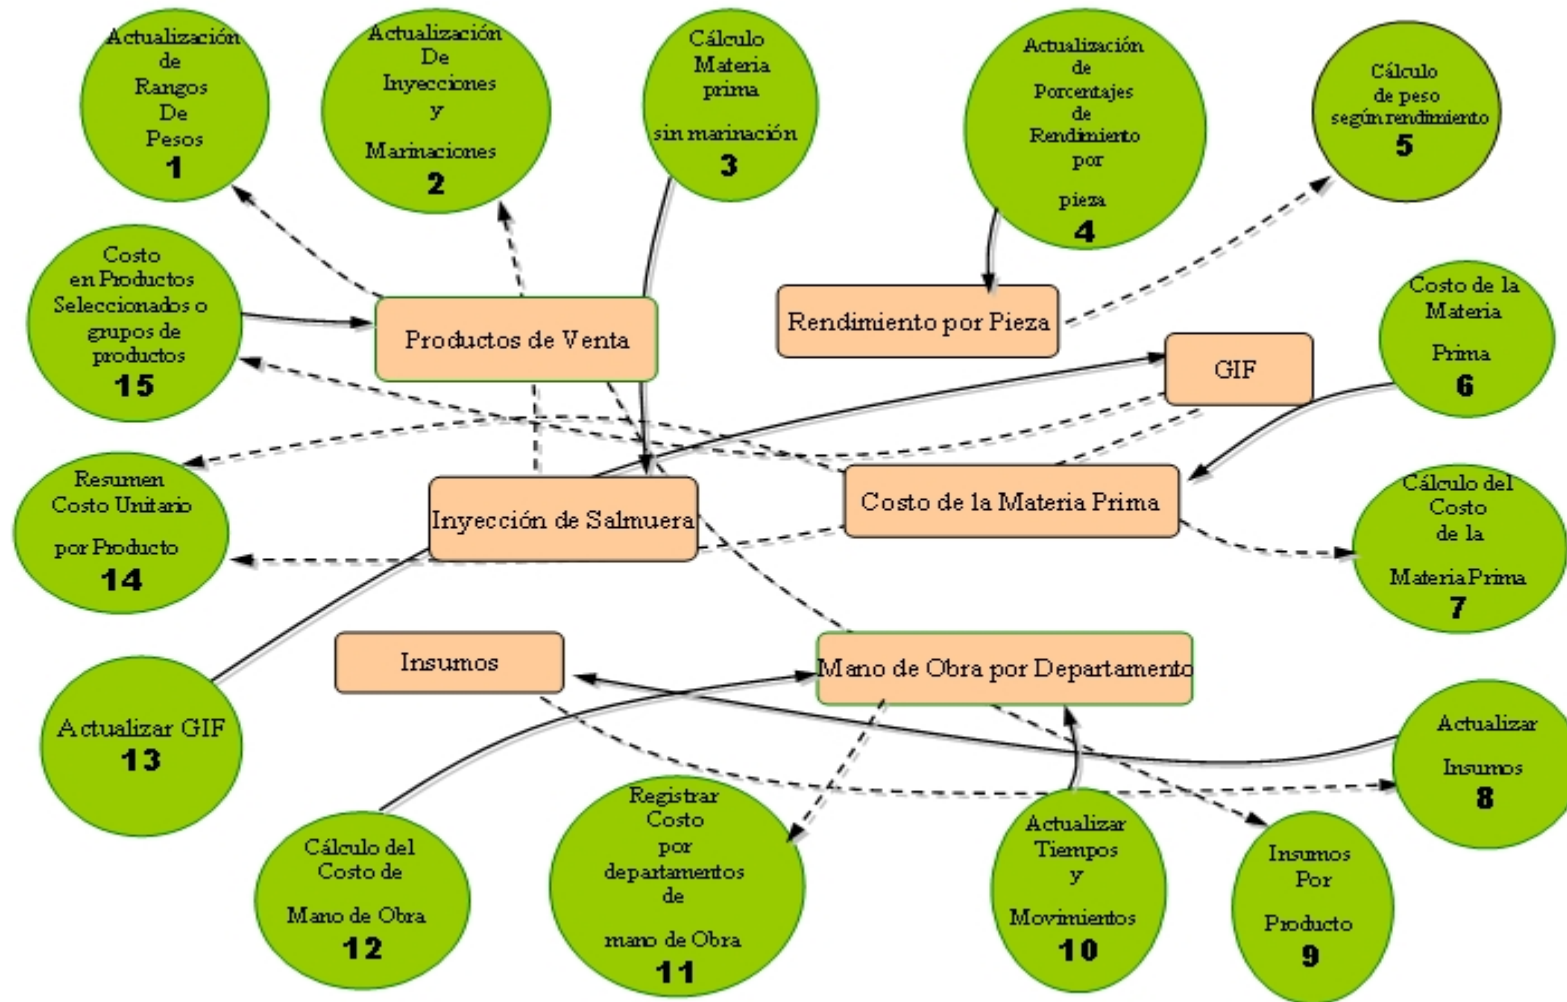 Actualización
de
Rangos
De
Pesos
1
Actualización
De
Inyecciones
y
Marinaciones
2
Cálculo
Materia
prima
sin marinación
3
Actualización
de
Porcentajes
de
Rendimiento
por
pieza
4
Cálculo
de peso
según rendimiento
5
Costo
en Productos
Seleccionados o
grupos de
productos
15
Productos de Venta
Rendimiento por Pieza
GIF
Costo de la
Materia
Prima
6
Resumen
Costo Unitario
por Producto
14
Inyección de Salmuera
Costo de la Materia Prima
Cálculo del
Costo
de la
Materia Prima
7
Insumos
Mano de Obra por Departamento
Actualizar GIF
13
Actualizar
Insumos
8
Cálculo del
Costo de
Mano de Obra
12
Registrar
Costo
por
departamentos
de
mano de Obra
11
Actualizar
Tiempos
y
Movimientos
10
Insumos
Por
Producto
9